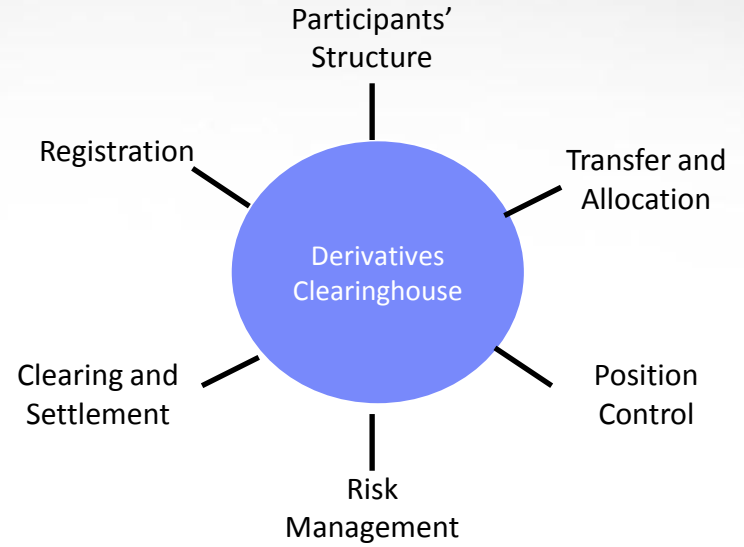 Participants’
Structure
Registration
Transfer and
Allocation
Derivatives
Clearinghouse
Clearing and
Settlement
Position
Control
Risk
Management